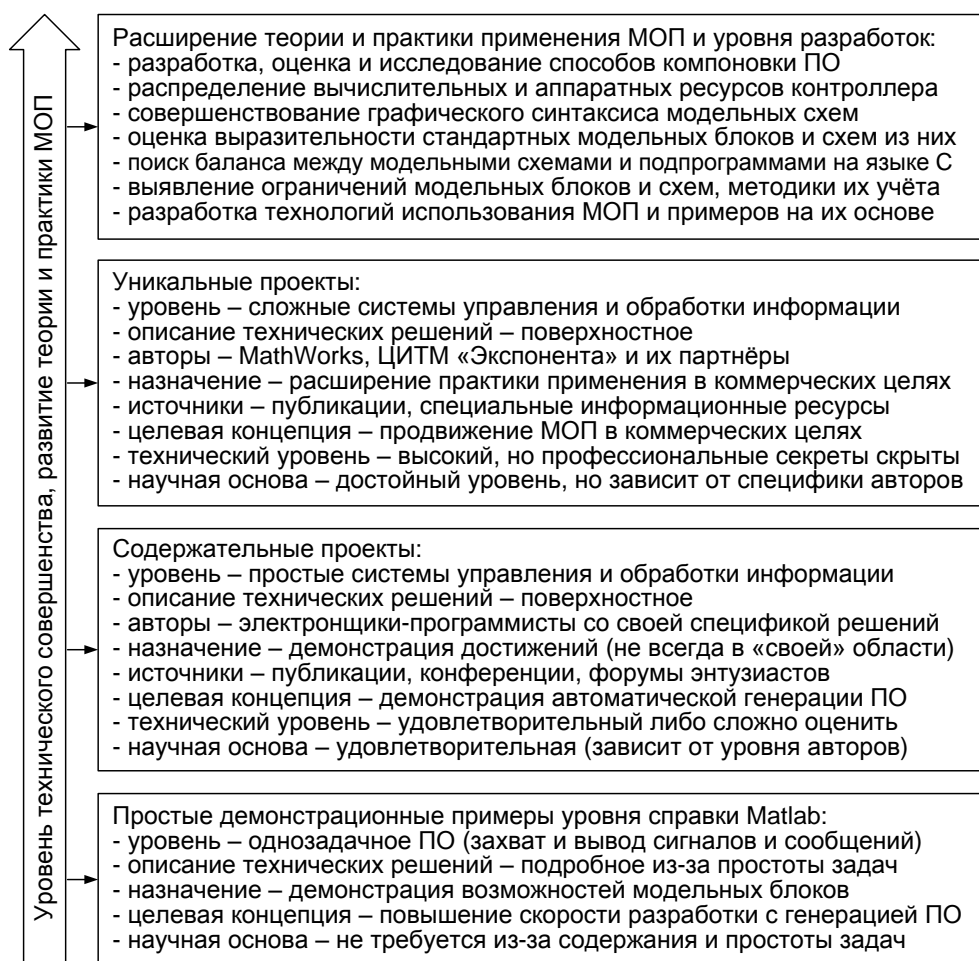 Уровень технического совершенства, развитие теории и практики МОП
Расширение теории и практики применения МОП и уровня разработок:
- разработка, оценка и исследование способов компоновки ПО
- распределение вычислительных и аппаратных ресурсов контроллера
- совершенствование графического синтаксиса модельных схем
- оценка выразительности стандартных модельных блоков и схем из них
- поиск баланса между модельными схемами и подпрограммами на языке С
- выявление ограничений модельных блоков и схем, методики их учёта
- разработка технологий использования МОП и примеров на их основе
Уникальные проекты:
- уровень – сложные системы управления и обработки информации
- описание технических решений – поверхностное
- авторы – MathWorks, ЦИТМ «Экспонента» и их партнёры
- назначение – расширение практики применения в коммерческих целях
- источники – публикации, специальные информационные ресурсы
- целевая концепция – продвижение МОП в коммерческих целях
- технический уровень – высокий, но профессиональные секреты скрыты
- научная основа – достойный уровень, но зависит от специфики авторов
Содержательные проекты:
- уровень – простые системы управления и обработки информации
- описание технических решений – поверхностное
- авторы – электронщики-программисты со своей спецификой решений
- назначение – демонстрация достижений (не всегда в «своей» области)
- источники – публикации, конференции, форумы энтузиастов
- целевая концепция – демонстрация автоматической генерации ПО
- технический уровень – удовлетворительный либо сложно оценить
- научная основа – удовлетворительная (зависит от уровня авторов)
Простые демонстрационные примеры уровня справки Matlab:
- уровень – однозадачное ПО (захват и вывод сигналов и сообщений)
- описание технических решений – подробное из-за простоты задач
- назначение – демонстрация возможностей модельных блоков
- целевая концепция – повышение скорости разработки с генерацией ПО
- научная основа – не требуется из-за содержания и простоты задач